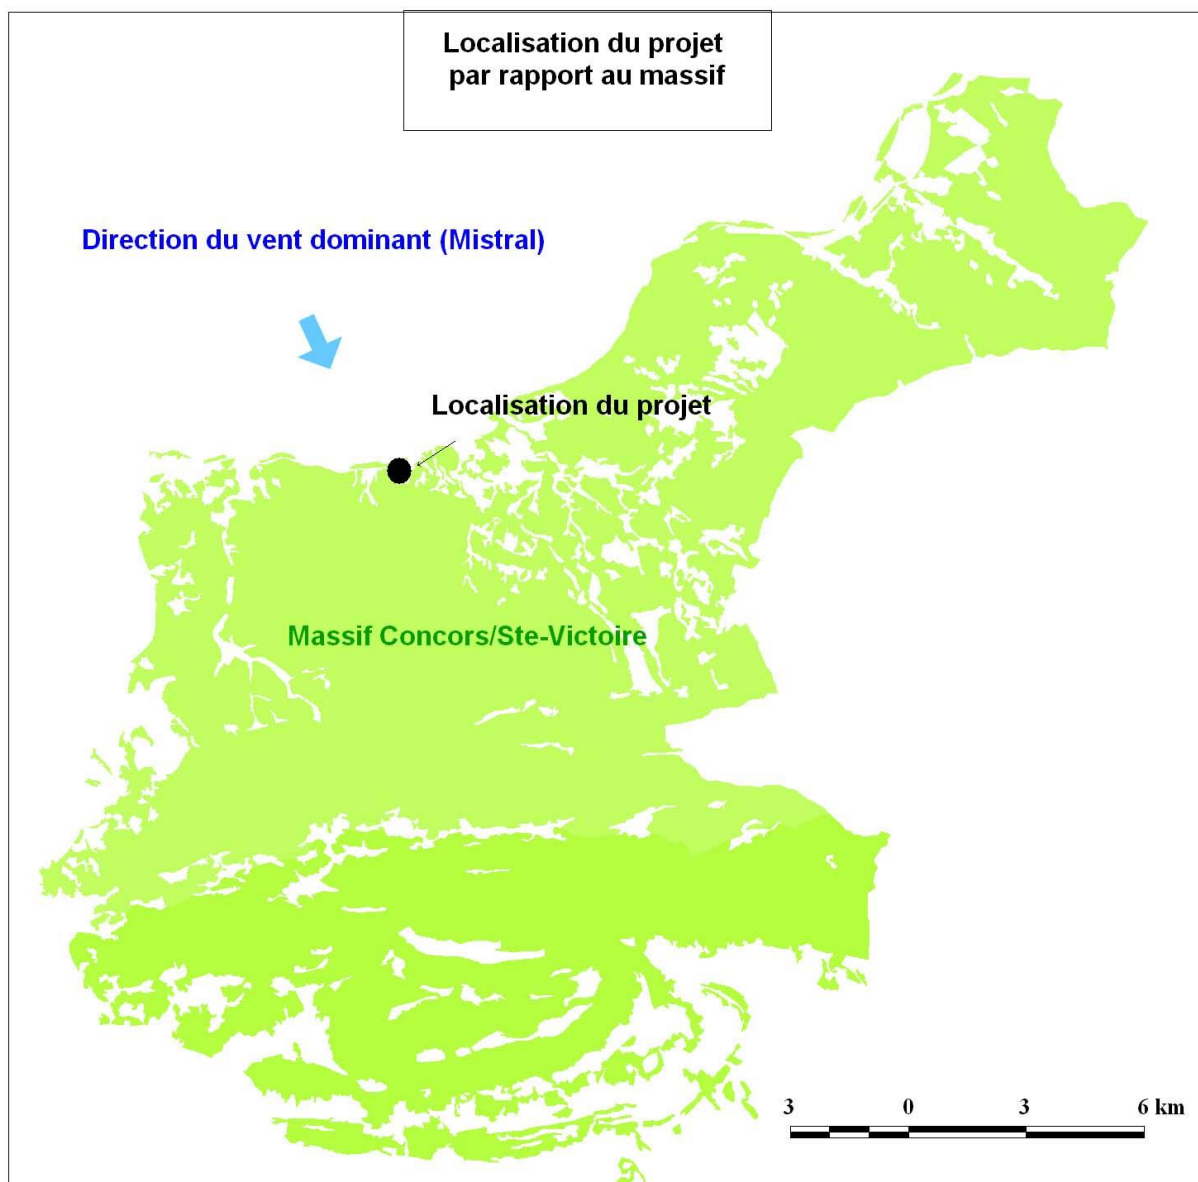 Localisation du projet
par rapport au massif
Direction du vent dominant (Mistral)
Localisation du projet
Massif Concors/Ste-Victoire
3 0 3 6 km